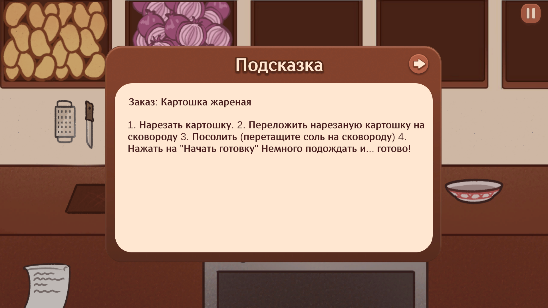 Подсказка
Заказ: Картошка жареная
1. Нарезать картошку. 2. Переложить нарезаную картошку на
сковороду 3. Посолить (перетащите соль на сковороду) 4.
Нажать на "Начать готовку" Немного подождать и... готово!